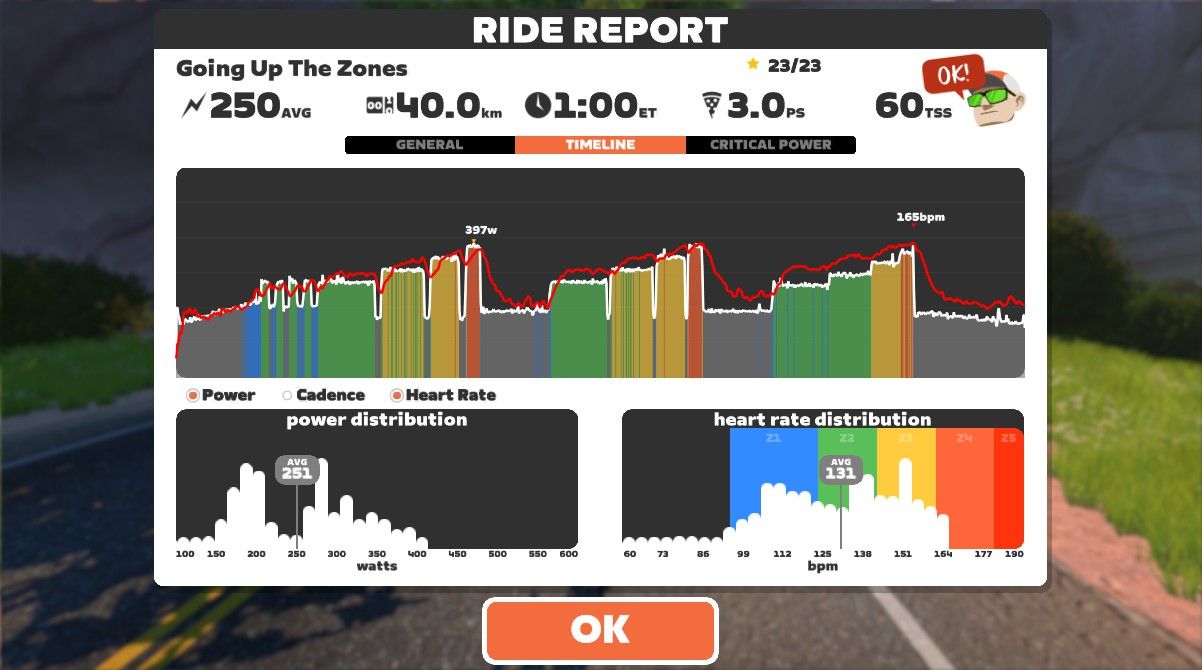 RIDE REPORT
Going Up The Zones
23/23
OK!
250AVG
40.0km
1:00ET
3.0PS
60TSS
GENERAL TIMELINE CRITICAL POWER
397w
165bpm
Power Cadence Heart Rate
power distribution
AVG
251
100 150 200 250 300 350 400 450 500 550 600
watts
heart rate distribution
Z1 Z2 Z3 Z4 Z5
AVG
131
60 73 86 99 112 125 138 151 164 177 190
bpm
OK